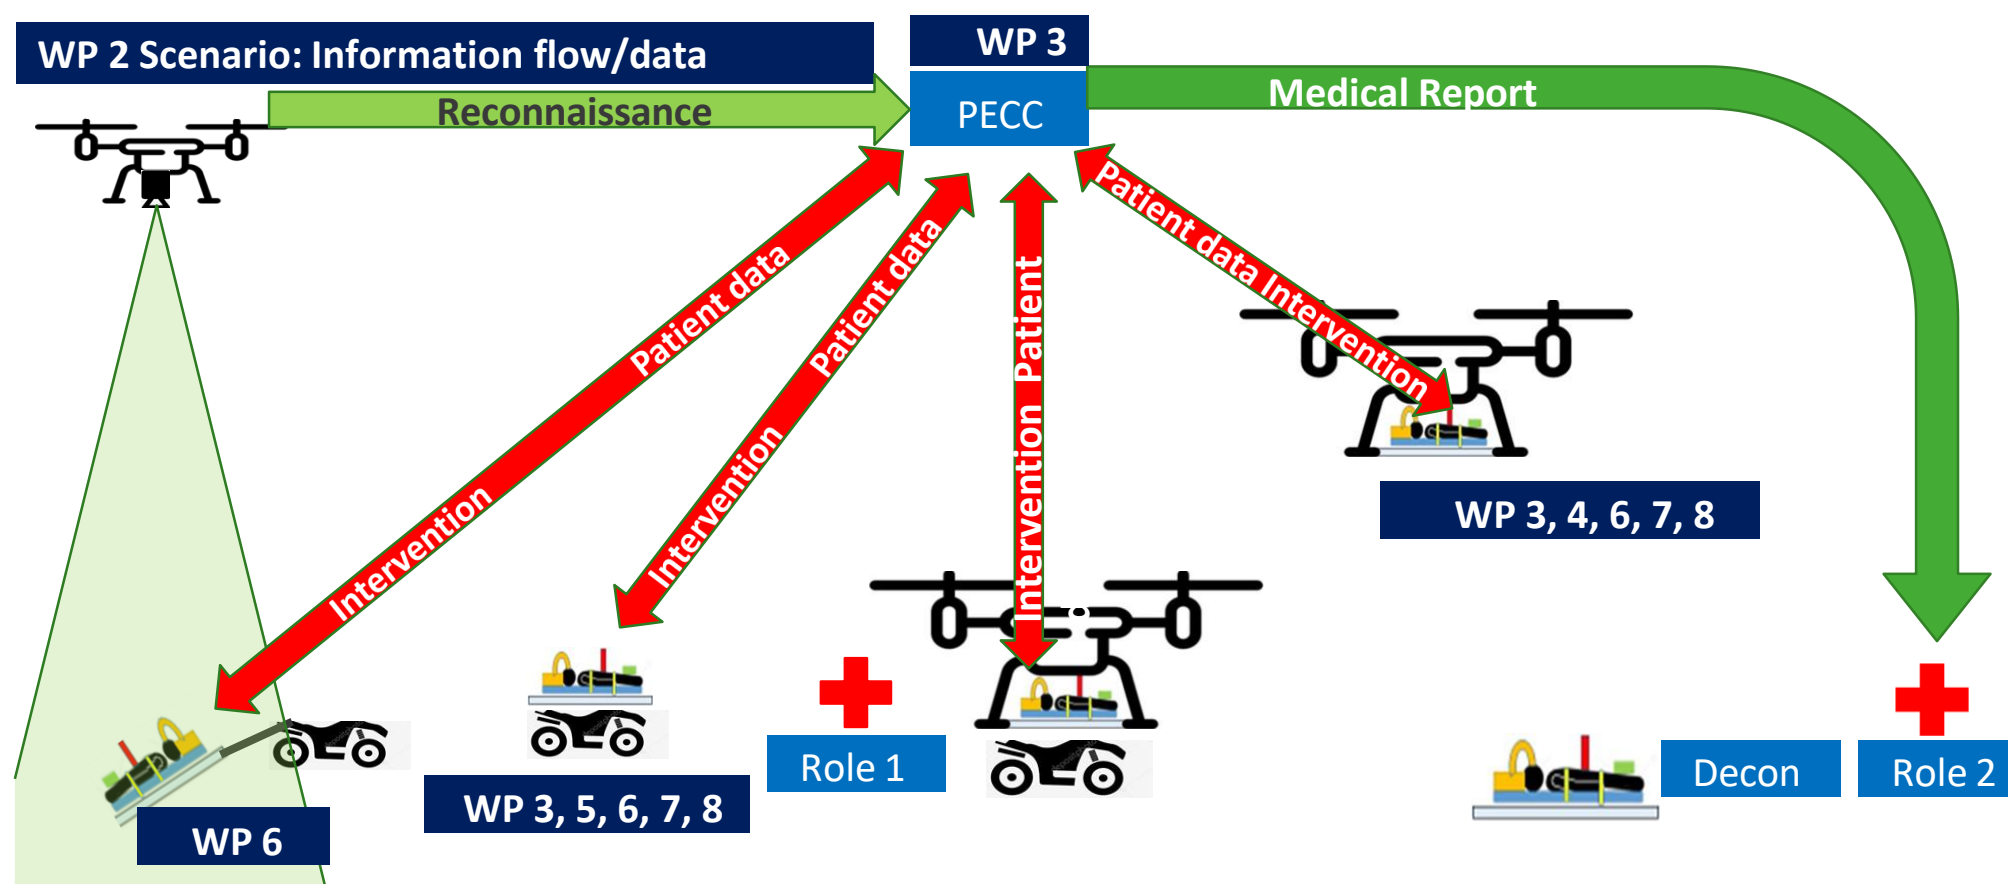 WP 2 Scenario: Information flow/data
WP 3
PECC
Reconnaissance
Medical Report
Patient data
Intervention
Patient data
Intervention
Patient
Intervention
Patient data Intervention
WP 3, 4, 6, 7, 8
Role 1
WP 3, 5, 6, 7, 8
WP 6
Decon
Role 2